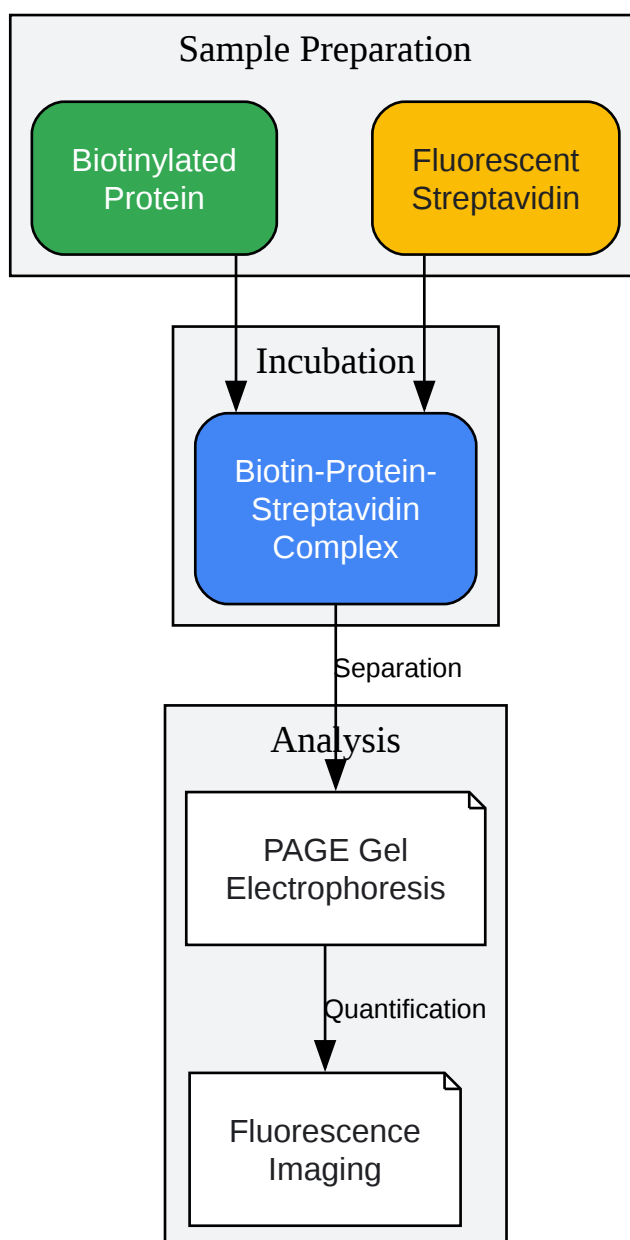 Sample Preparation
Biotinylated
Protein
Fluorescent
Streptavidin
Incubation
Biotin-Protein-
Streptavidin
Complex
Separation
Analysis
PAGE Gel
Electrophoresis
Quantification
Fluorescence
Imaging